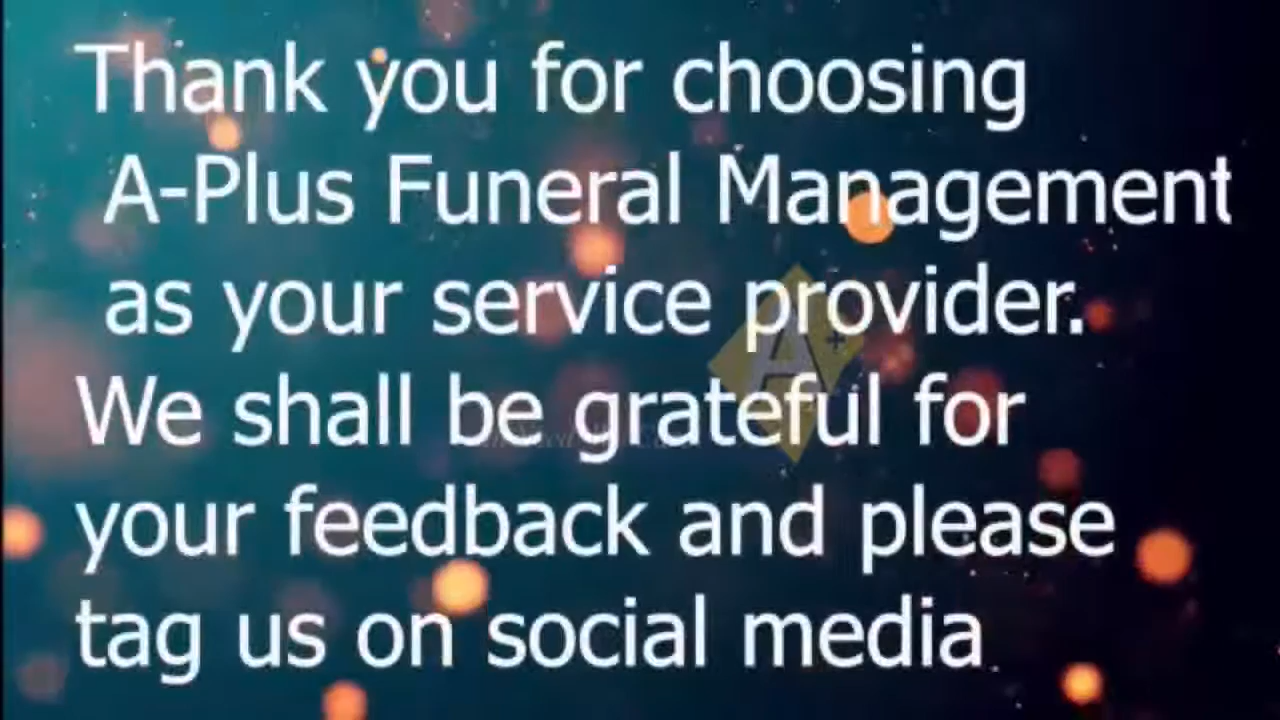 Thank you for choosing
A-Plus Funeral Management
as your service provider.
We shall be grateful for
your feedback and please
tag us on social media
A+